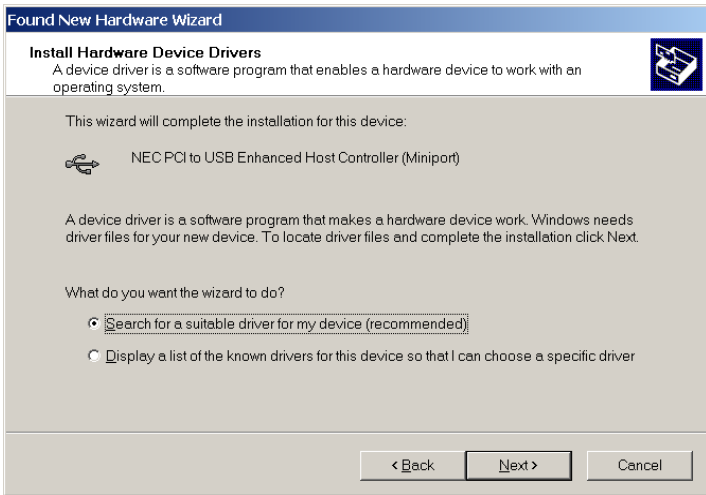 Found New Hardware Wizard
Install Hardware Device Drivers
A device driver is a software program that enables a hardware device to work with an
operating system.
This wizard will complete the installation for this device:
NEC PCI to USB Enhanced Host Controller (Miniport)
A device driver is a software program that makes a hardware device work. Windows needs
driver files for your new device. To locate driver files and complete the installation click Next.
What do you want the wizard to do?
Search for a suitable driver for my device (recommended)
Display a list of the known drivers for this device so that I can choose a specific driver
< Back Next > Cancel